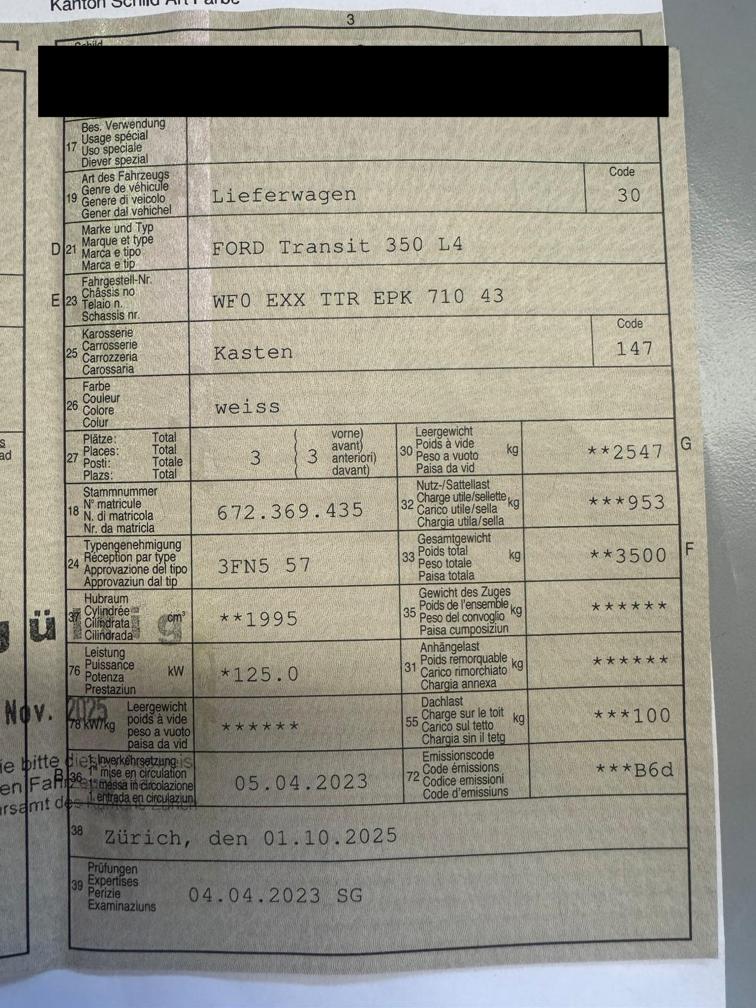 Kanton Schild Art Farbe
3
Schild
17 Bes. Verwendung
Usage spécial
Uso speciale
Diever spezial
19 Art des Fahrzeugs
Genre de véhicule
Genere di veicolo
Gener dal vehichel
Lieferwagen
Code
30
D 21 Marke und Typ
Marque et type
Marca e tipo
Marca e tip
FORD Transit 350 L4
E 23 Fahrgestell-Nr.
Châssis no
Telaio n.
Schassis nr.
WF0 EXX TTR EPK 710 43
25 Karosserie
Carrosserie
Carrozzeria
Carossaria
Kasten
Code
147
26 Farbe
Couleur
Colore
Colur
weiss
27 Plätze: Total
Places: Total
Posti: Totale
Plazs: Total
3 ( 3 vorne)
avant)
anteriori)
davant)
30 Leergewicht
Poids à vide
Peso a vuoto
Paisa da vid
kg
**2547
G
18 Stammnummer
N° matricule
N. di matricola
Nr. da matricla
672.369.435
32 Nutz-/Sattellast
Charge utile/sellette
Carico utile/sella
Chargia utila/sella
kg
***953
24 Typengenehmigung
Réception par type
Approvazione del tipo
Approvaziun dal tip
3FN5 57
33 Gesamtgewicht
Poids total
Peso totale
Paisa totala
kg
**3500
F
37 Hubraum
Cylindrée
Cilindrata
Cilindrada
cm³
**1995
35 Gewicht des Zuges
Poids de l'ensemble
Peso del convoglio
Paisa cumposiziun
kg
******
76 Leistung
Puissance
Potenza
Prestaziun
kW
*125.0
31 Anhängelast
Poids remorquable
Carico rimorchiato
Chargia annexa
kg
******
Nov. 2025
78 kW/kg
Leergewicht
poids à vide
peso a vuoto
paisa da vid
******
55 Dachlast
Charge sur le toit
Carico sul tetto
Chargia sin il tetg
kg
***100
B 36 1. Inverkehrsetzung
mise en circulation
messa in circolazione
entrada en circulaziun
05.04.2023
72 Emissionscode
Code émissions
Codice emissioni
Code d'emissiuns
***B6d
38
Zürich, den 01.10.2025
39 Prüfungen
Expertises
Perizie
Examinaziuns
04.04.2023 SG